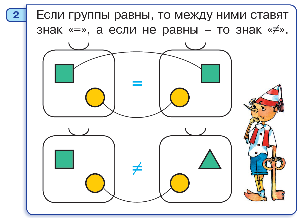 2 Если группы равны, то между ними ставят
знак «=», а если не равны – то знак «≠».
=
≠